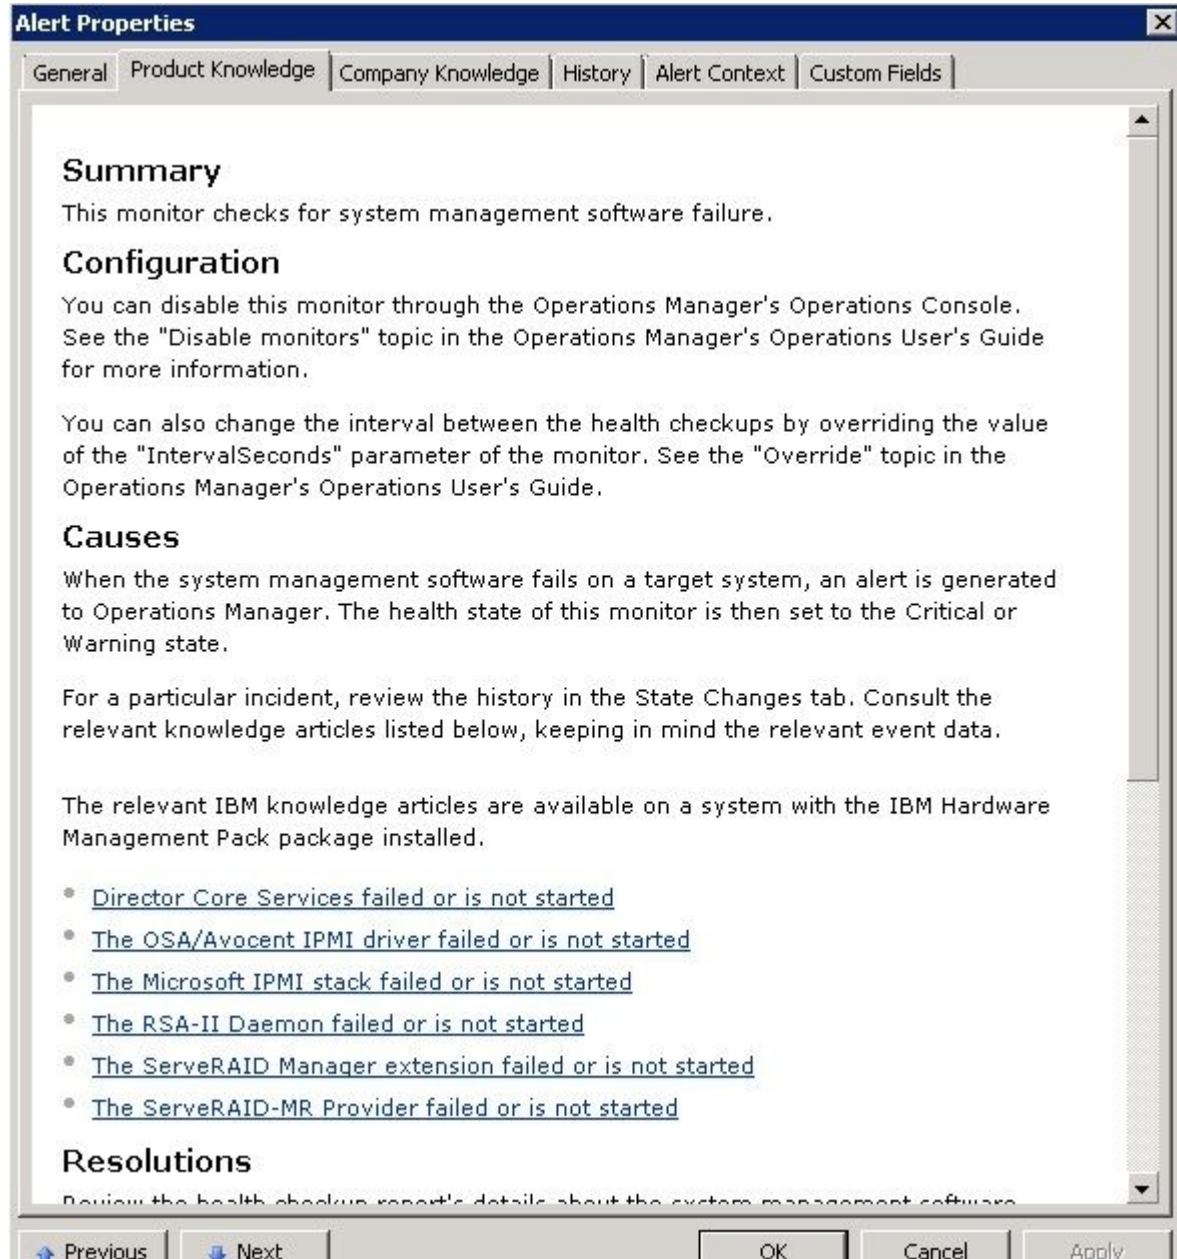 Alert Properties
General Product Knowledge Company Knowledge History Alert Context Custom Fields
Summary
This monitor checks for system management software failure.
Configuration
You can disable this monitor through the Operations Manager's Operations Console.
See the "Disable monitors" topic in the Operations Manager's Operations User's Guide
for more information.
You can also change the interval between the health checkups by overriding the value
of the "IntervalSeconds" parameter of the monitor. See the "Override" topic in the
Operations Manager's Operations User's Guide.
Causes
When the system management software fails on a target system, an alert is generated
to Operations Manager. The health state of this monitor is then set to the Critical or
Warning state.
For a particular incident, review the history in the State Changes tab. Consult the
relevant knowledge articles listed below, keeping in mind the relevant event data.
The relevant IBM knowledge articles are available on a system with the IBM Hardware
Management Pack package installed.
Director Core Services failed or is not started
The OSA/Avocent IPMI driver failed or is not started
The Microsoft IPMI stack failed or is not started
The RSA-II Daemon failed or is not started
The ServeRAID Manager extension failed or is not started
The ServeRAID-MR Provider failed or is not started
Resolutions
Review the health checkup report's details about the system management software
Previous Next OK Cancel Apply